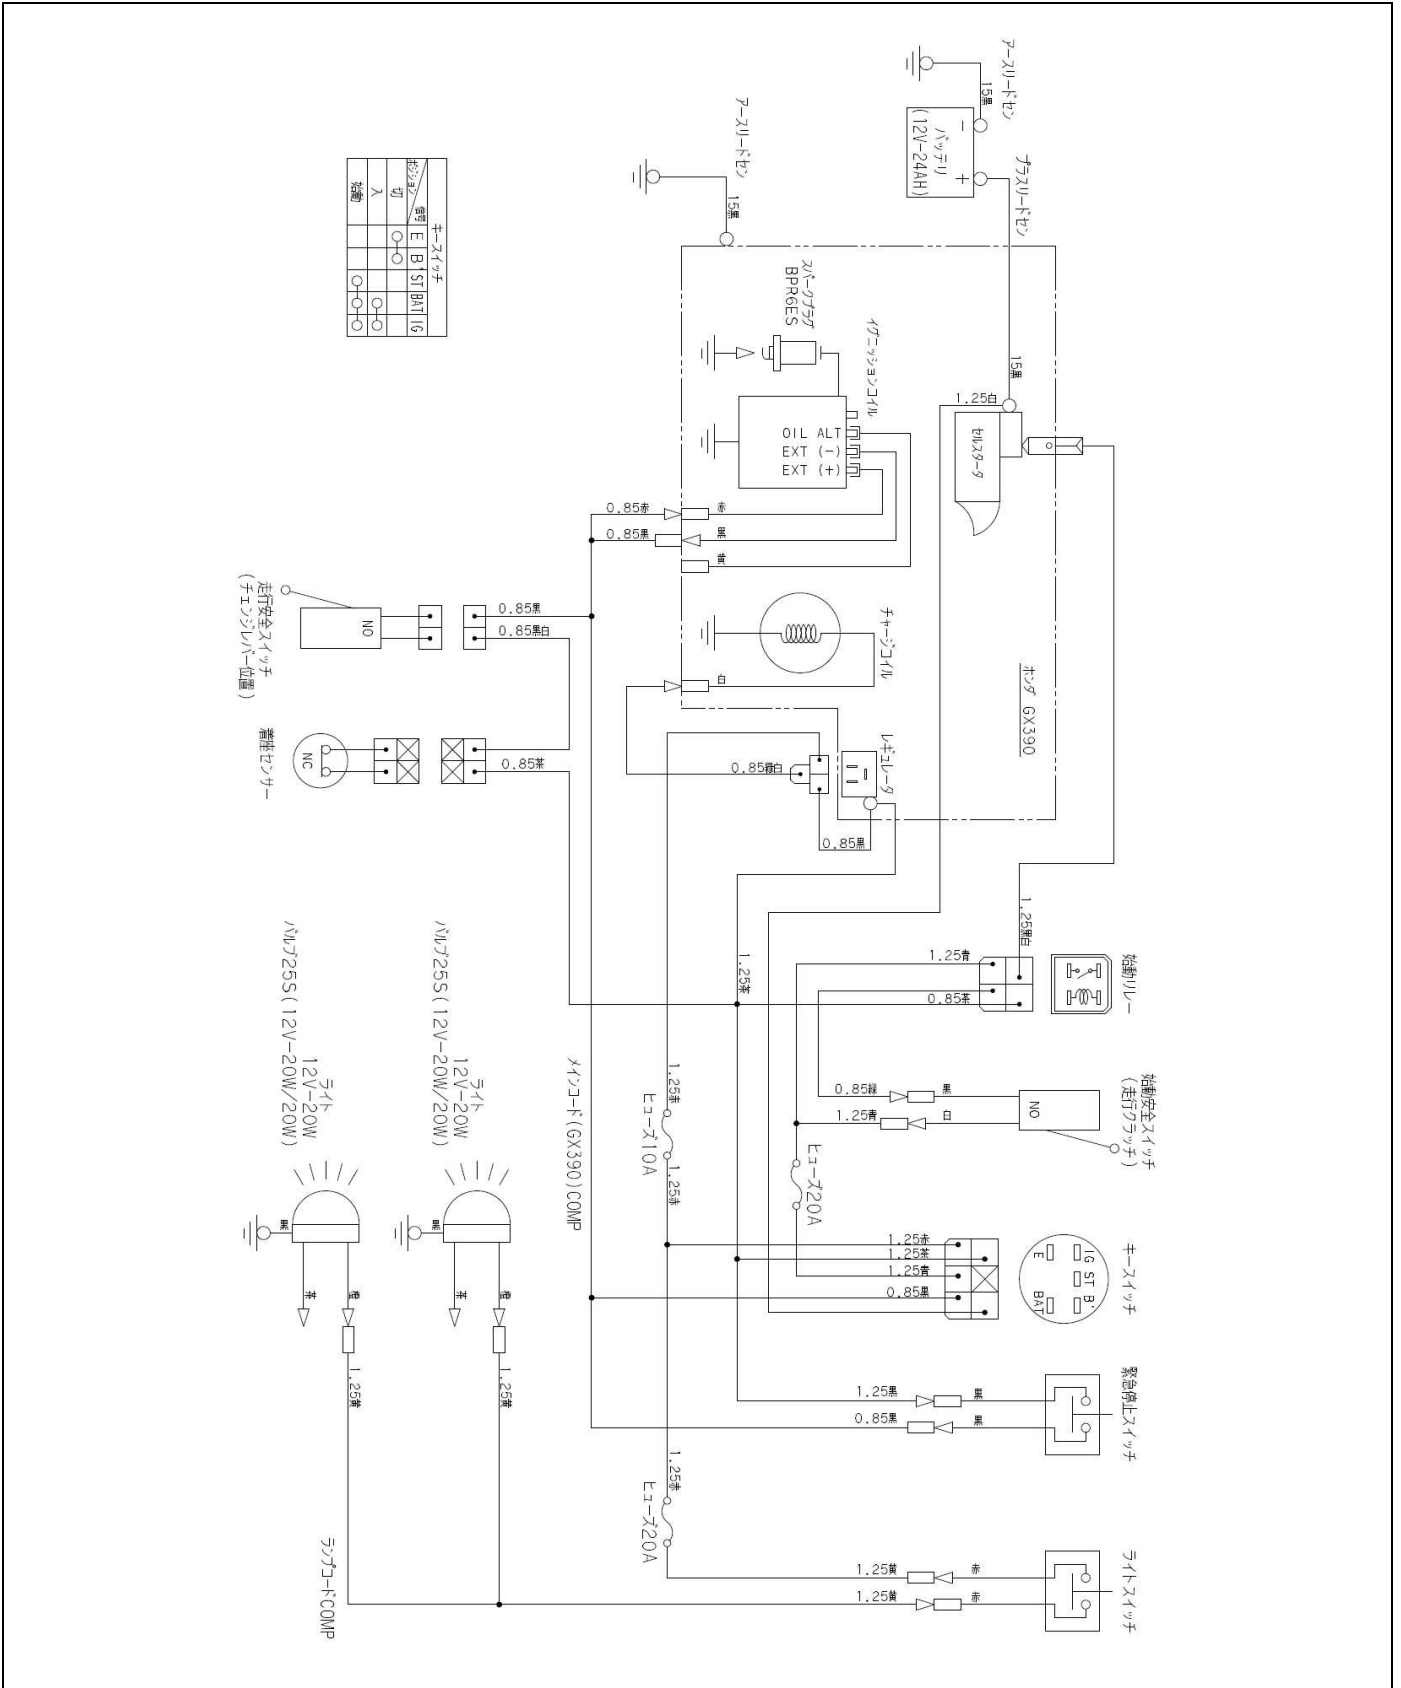 アースリードセン
15黒
バッテリ
(12V-24AH)
-
+
プラスリードセン
アースリードセン
15黒
15黒
1.25白
セルスタータ
ホンダ GX390
スパークプラグ
BPR6ES
イグニッションコイル
OIL ALT
EXT (-)
EXT (+)
赤
黒
黄
0.85赤
0.85黒
チャージコイル
白
レギュレータ
0.85緑白
0.85黒
キースイッチ
ポジション
信号
E
B'
ST
BAT
IG
切
入
始動
走行安全スイッチ
(チェンジレバー位置)
NO
0.85黒
0.85黒白
着座センサー
NC
0.85茶
1.25茶
始動リレー
1.25黒白
1.25青
0.85茶
始動安全スイッチ
(走行クラッチ)
NO
0.85緑
黒
1.25青
白
ヒューズ20A
1.25赤
ヒューズ10A
1.25赤
メインコード(GX390)COMP
キースイッチ
IG
ST
B'
E
BAT
1.25赤
1.25茶
1.25青
0.85黒
緊急停止スイッチ
1.25黒
黒
0.85黒
黒
1.25赤
ヒューズ20A
ライトスイッチ
1.25黄
赤
1.25黄
赤
ライト
12V-20W
バルブ25S(12V-20W/20W)
黒
茶
橙
1.25黄
ライト
12V-20W
バルブ25S(12V-20W/20W)
黒
茶
橙
1.25黄
ランプコードCOMP